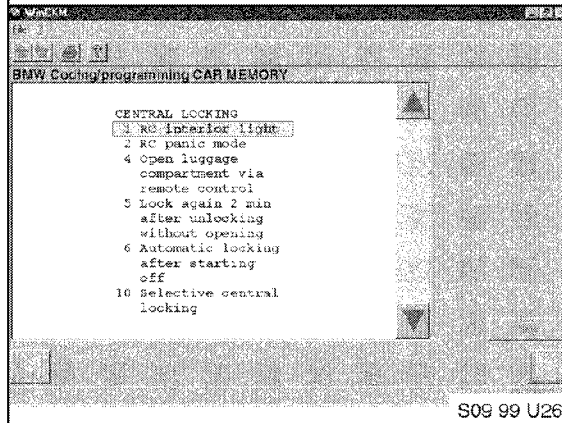 WinCKM
BMW Coding/programming CAR MEMORY
CENTRAL LOCKING
1 RC interior light
2 RC panic mode
4 Open luggage
compartment via
remote control
5 Lock again 2 min
after unlocking
without opening
6 Automatic locking
after starting
off
10 Selective central
locking
S09 99 U26